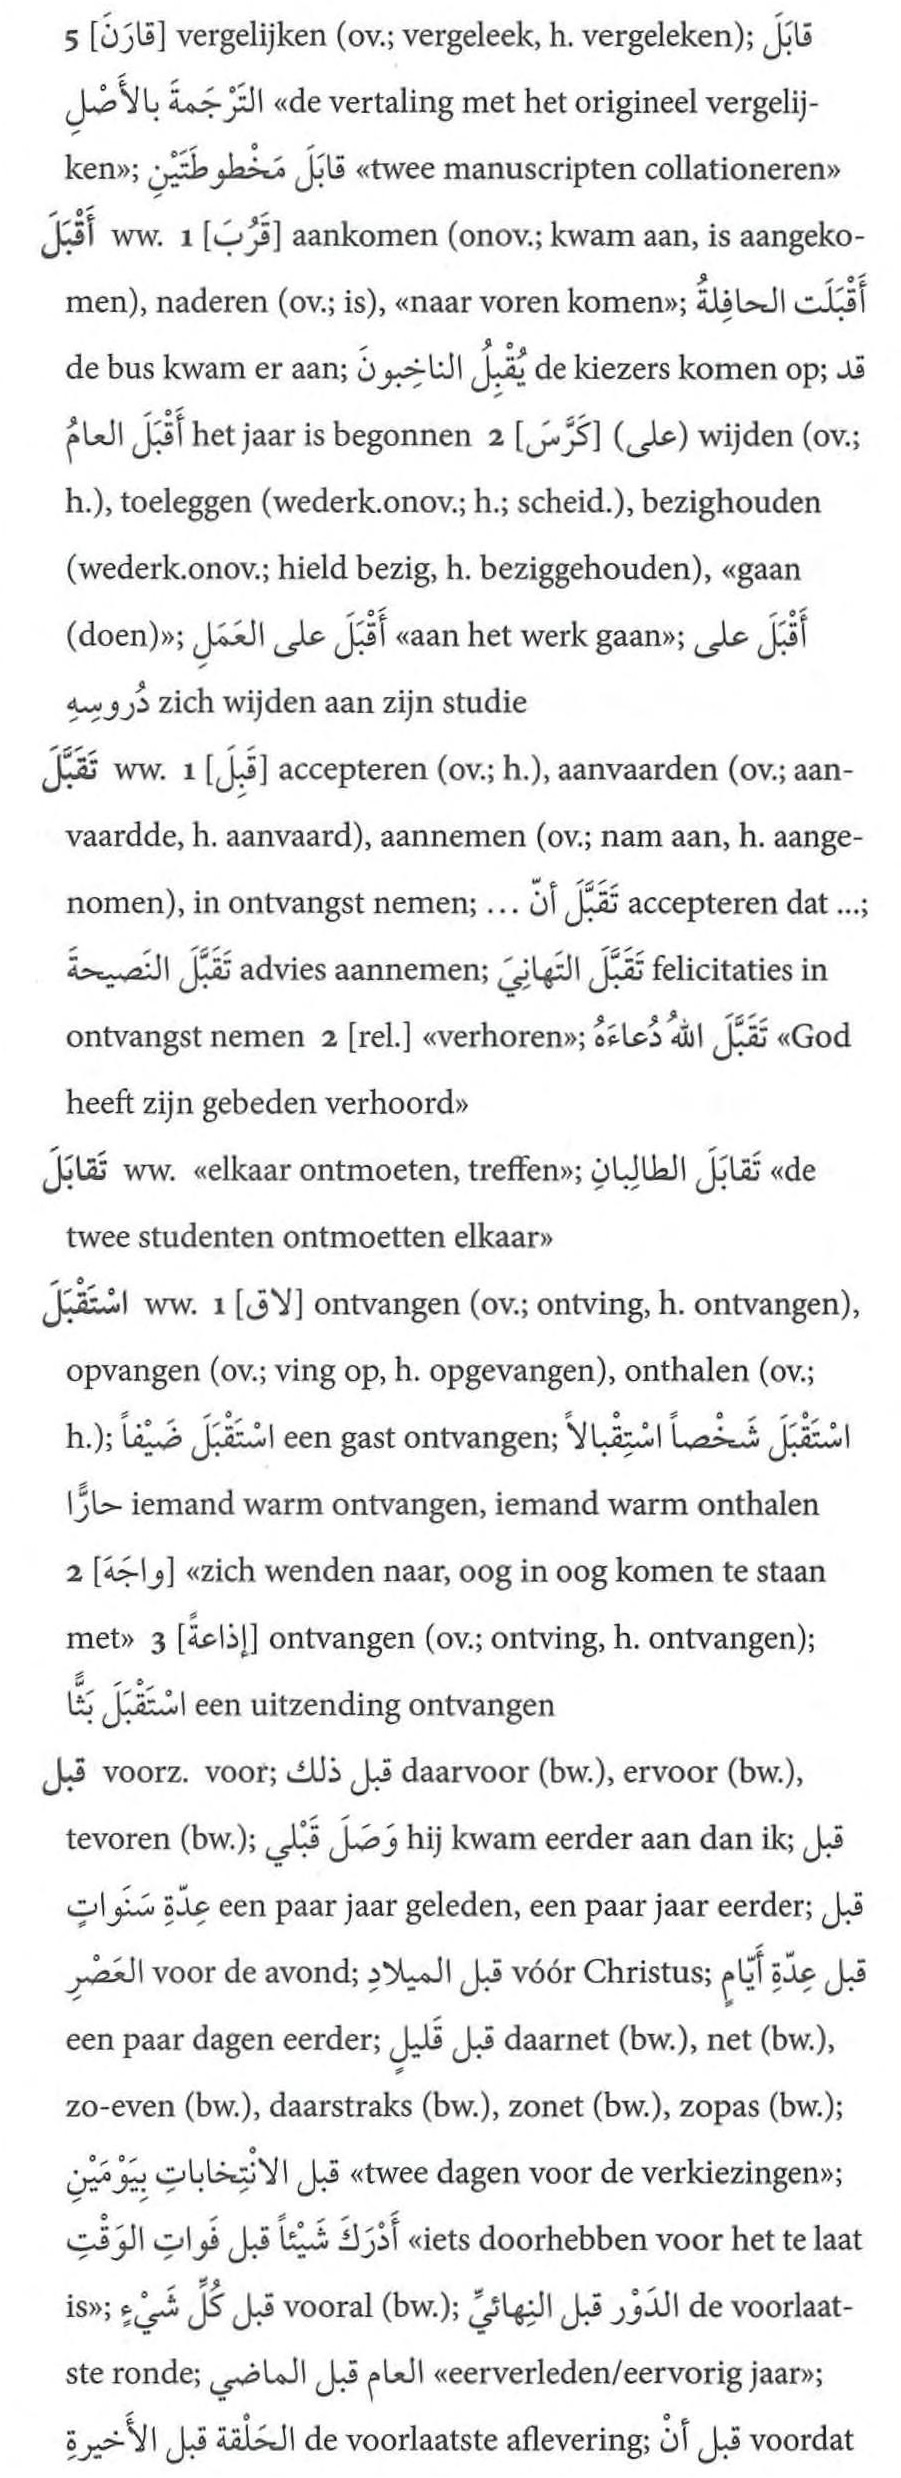 5 [قارَنَ] vergelijken (ov.; vergeleek, h. vergeleken); قابَلَ
التَرْجَمةَ بالأَصْلِ «de vertaling met het origineel vergelij-
ken»; قابَلَ مَخْطوطَتَيْنِ «twee manuscripten collationeren»
أَقْبَلَ ww. 1 [قَرُبَ] aankomen (onov.; kwam aan, is aangeko-
men), naderen (ov.; is), «naar voren komen»; أَقْبَلَت الحافِلةُ
de bus kwam er aan; يُقْبِلُ الناخِبونَ de kiezers komen op; قد
أَقْبَلَ العامُ het jaar is begonnen 2 [كَرَّسَ] (على) wijden (ov.;
h.), toeleggen (wederk.onov.; h.; scheid.), bezighouden
(wederk.onov.; hield bezig, h. beziggehouden), «gaan
(doen)»; أَقْبَلَ على العَمَلِ «aan het werk gaan»; أَقْبَلَ على
دُروسِهِ zich wijden aan zijn studie
تَقَبَّلَ ww. 1 [قَبِلَ] accepteren (ov.; h.), aanvaarden (ov.; aan-
vaardde, h. aanvaard), aannemen (ov.; nam aan, h. aange-
nomen), in ontvangst nemen; تَقَبَّلَ أنّ ... accepteren dat ...;
تَقَبَّلَ النَصيحةَ advies aannemen; تَقَبَّلَ التَهانِيَ felicitaties in
ontvangst nemen 2 [rel.] «verhoren»; تَقَبَّلَ اللهُ دُعاءَهُ «God
heeft zijn gebeden verhoord»
تَقابَلَ ww. «elkaar ontmoeten, treffen»; تَقابَلَ الطالِبانِ «de
twee studenten ontmoetten elkaar»
اسْتَقْبَلَ ww. 1 [لاق] ontvangen (ov.; ontving, h. ontvangen),
opvangen (ov.; ving op, h. opgevangen), onthalen (ov.;
h.); اسْتَقْبَلَ ضَيْفاً een gast ontvangen; اسْتَقْبَلَ شَخْصاً اسْتِقْبالاً
حارًّا iemand warm ontvangen, iemand warm onthalen
2 [واجَهَ] «zich wenden naar, oog in oog komen te staan
met» 3 [إذاعةً] ontvangen (ov.; ontving, h. ontvangen);
اسْتَقْبَلَ بَثًّا een uitzending ontvangen
قبل voorz. voor; قبل ذلك daarvoor (bw.), ervoor (bw.),
tevoren (bw.); وَصَلَ قَبْلي hij kwam eerder aan dan ik; قبل
عِدّةِ سَنَواتٍ een paar jaar geleden, een paar jaar eerder; قبل
العَصْرِ voor de avond; قبل الميلادِ vóór Christus; قبل عِدّةِ أَيّامٍ
een paar dagen eerder; قبل قَليلٍ daarnet (bw.), net (bw.),
zo-even (bw.), daarstraks (bw.), zonet (bw.), zopas (bw.);
قبل الانْتِخاباتِ بِيَوْمَيْنِ «twee dagen voor de verkiezingen»;
أَدْرَكَ شَيْئاً قبل فَواتِ الوَقْتِ «iets doorhebben voor het te laat
is»; قبل كُلِّ شَيْءٍ vooral (bw.); الدَوْر قبل النِهائيِّ de voorlaat-
ste ronde; العام قبل الماضي «eerverleden/eervorig jaar»;
الحَلْقة قبل الأَخيرةِ de voorlaatste aflevering; قبل أنْ voordat